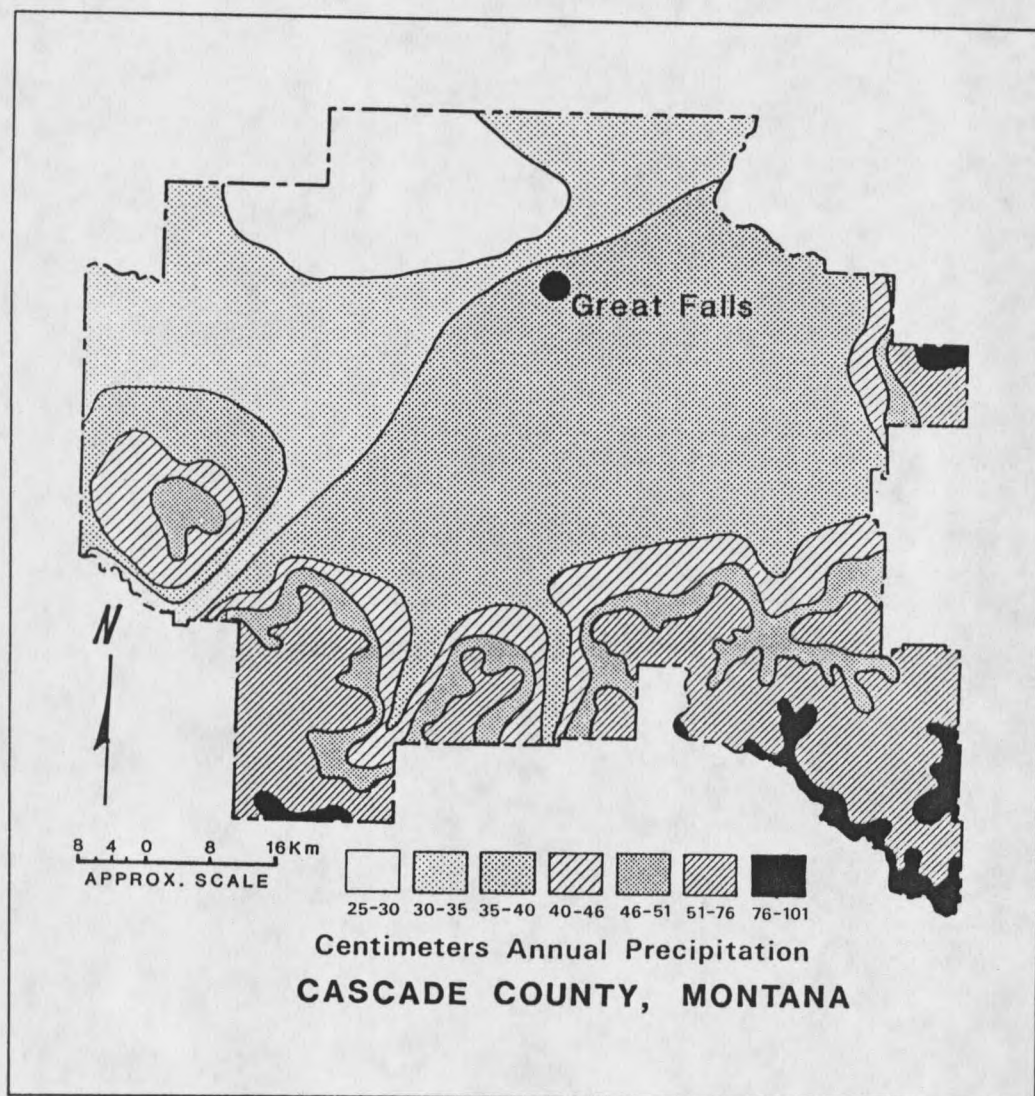 Great Falls
N
8 4 0 8 16Km
APPROX. SCALE
25-30 30-35 35-40 40-46 46-51 51-76 76-101
Centimeters Annual Precipitation
CASCADE COUNTY, MONTANA